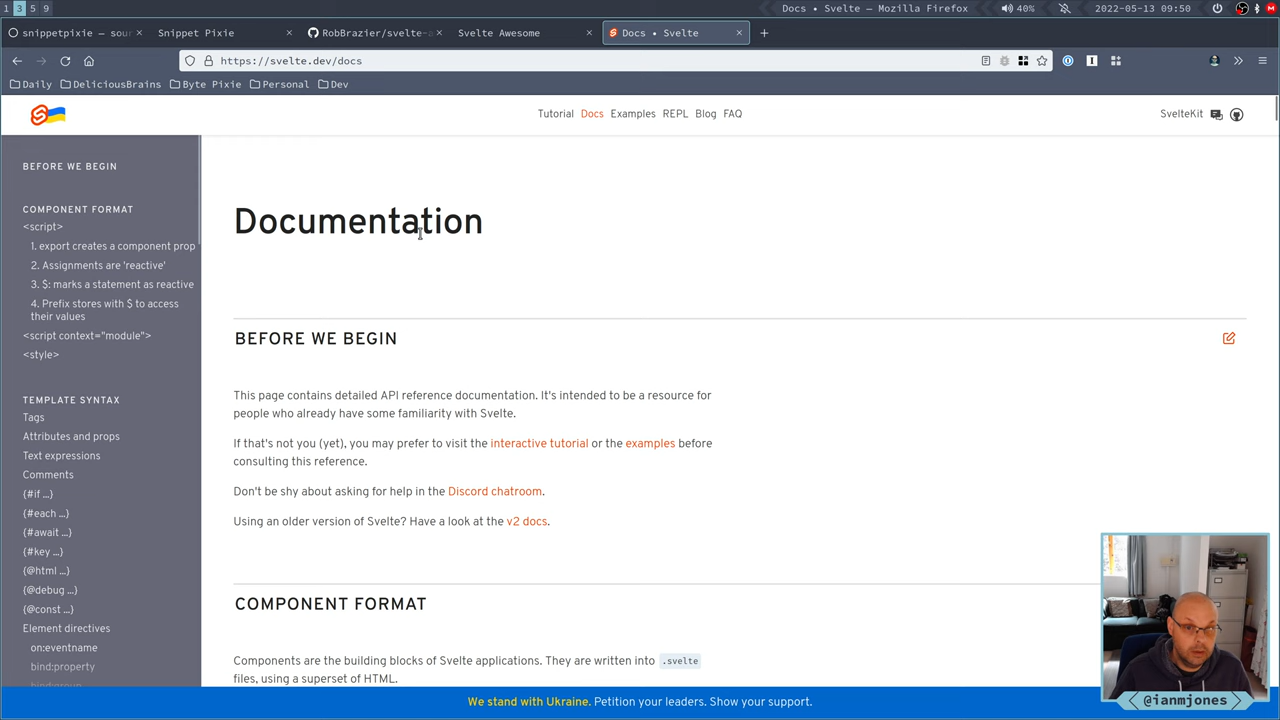 1 3 5 9
Docs • Svelte — Mozilla Firefox
40%
2022-05-13 09:50
snippetpixie — sou
Snippet Pixie
RobBrazier/svelte-a
Svelte Awesome
Docs • Svelte
https://svelte.dev/docs
Daily
DeliciousBrains
Byte Pixie
Personal
Dev
Tutorial Docs Examples REPL Blog FAQ
SvelteKit
BEFORE WE BEGIN
COMPONENT FORMAT
<script>
1. export creates a component prop
2. Assignments are 'reactive'
3. $: marks a statement as reactive
4. Prefix stores with $ to access
their values
<script context="module">
<style>
TEMPLATE SYNTAX
Tags
Attributes and props
Text expressions
Comments
{#if ...}
{#each ...}
{#await ...}
{#key ...}
{@html ...}
{@debug ...}
{@const ...}
Element directives
on:eventname
bind:property
bind:group
Documentation
BEFORE WE BEGIN
This page contains detailed API reference documentation. It's intended to be a resource for
people who already have some familiarity with Svelte.
If that's not you (yet), you may prefer to visit the interactive tutorial or the examples before
consulting this reference.
Don't be shy about asking for help in the Discord chatroom.
Using an older version of Svelte? Have a look at the v2 docs.
COMPONENT FORMAT
Components are the building blocks of Svelte applications. They are written into .svelte
files, using a superset of HTML.
We stand with Ukraine. Petition your leaders. Show your support.
@ianmjones